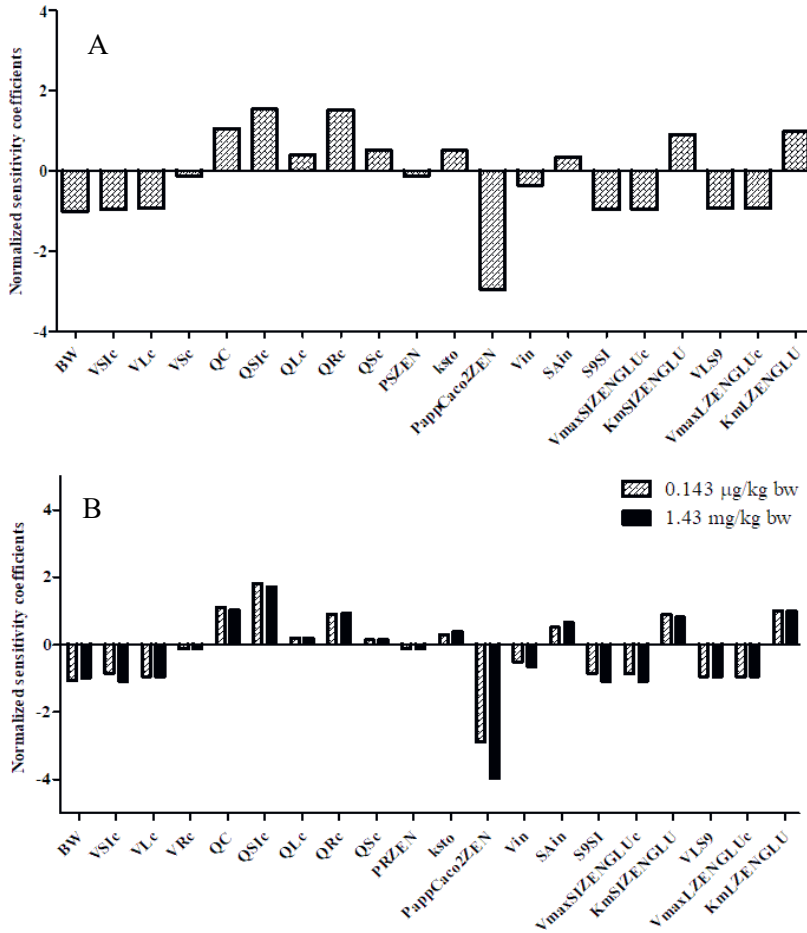 A
Normalized sensitivity coefficients
4
2
0
-2
-4
BW
VSIc
VLc
VSc
QC
QSIc
QLc
QRc
QSc
PSZEN
ksto
PappCaco2ZEN
Vin
SAin
S9SI
VmaxSIZENGLUc
KmSIZENGLU
VLS9
VmaxLZENGLUc
KmLZENGLU
B
0.143 µg/kg bw
1.43 mg/kg bw
Normalized sensitivity coefficients
4
2
0
-2
-4
BW
VSIc
VLc
VRc
QC
QSIc
QLc
QRc
QSc
PRZEN
ksto
PappCaco2ZEN
Vin
SAin
S9SI
VmaxSIZENGLUc
KmSIZENGLU
VLS9
VmaxLZENGLUc
KmLZENGLU